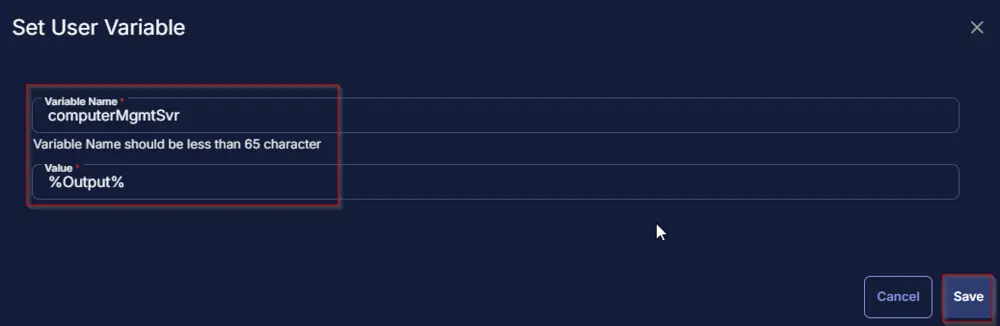 Set User Variable
Variable Name *
computerMgmtSvr
Variable Name should be less than 65 character
Value *
%Output%
Cancel
Save